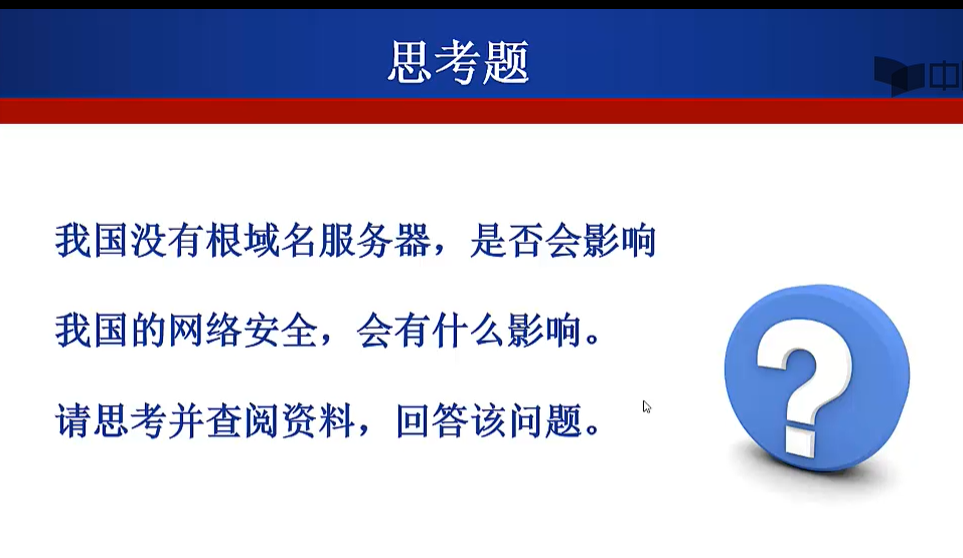 思考题
中
我国没有根域名服务器，是否会影响
我国的网络安全，会有什么影响。
请思考并查阅资料，回答该问题。